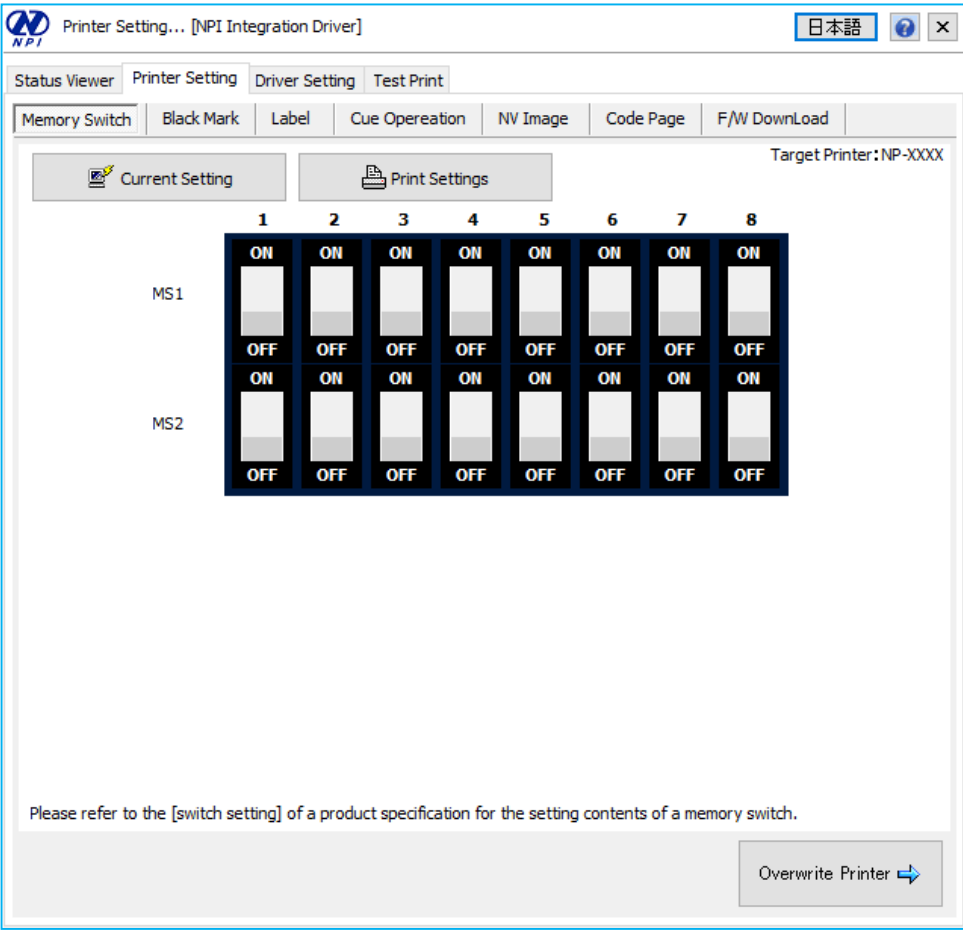 Printer Setting... [NPI Integration Driver] 日本語 ?
NPI
Status Viewer Printer Setting Driver Setting Test Print
Memory Switch Black Mark Label Cue Opereation NV Image Code Page F/W DownLoad
Target Printer:NP-XXXX
Current Setting Print Settings
1 2 3 4 5 6 7 8
ON ON ON ON ON ON ON ON
MS1
OFF OFF OFF OFF OFF OFF OFF OFF
ON ON ON ON ON ON ON ON
MS2
OFF OFF OFF OFF OFF OFF OFF OFF
Please refer to the [switch setting] of a product specification for the setting contents of a memory switch.
Overwrite Printer